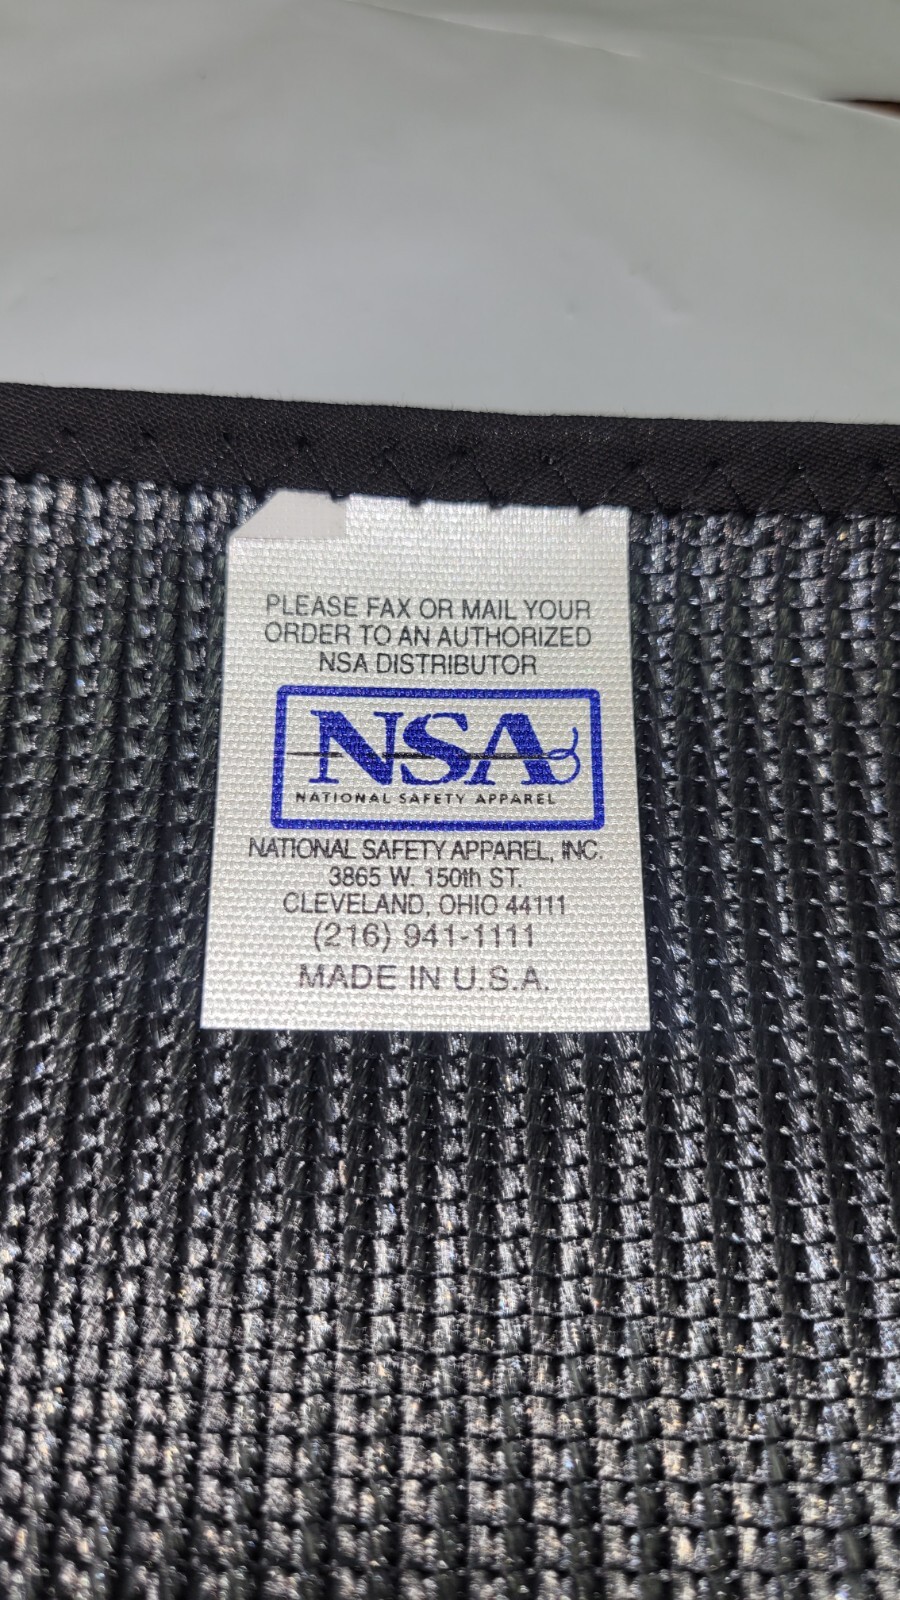 PLEASE FAX OR MAIL YOUR
ORDER TO AN AUTHORIZED
NSA DISTRIBUTOR
NSA
NATIONAL SAFETY APPAREL
NATIONAL SAFETY APPAREL, INC.
3865 W. 150th ST.
CLEVELAND, OHIO 44111
(216) 941-1111
MADE IN U.S.A.